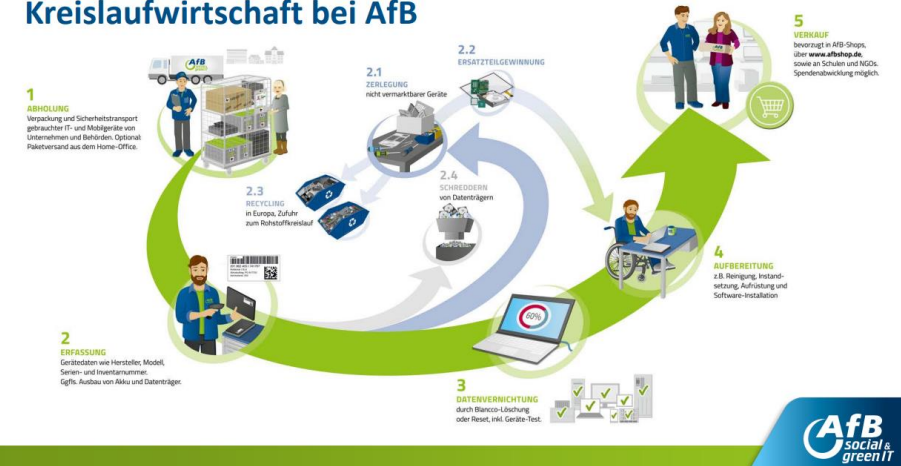 Kreislaufwirtschaft bei AfB
AfB
1
ABHOLUNG
Verpackung und Sicherheitstransport
gebrauchter IT- und Mobilgeräte von
Unternehmen und Behörden. Optional:
Paketversand aus dem Home-Office.
2.1
ZERLEGUNG
nicht vermarktbarer Geräte
2.2
ERSATZTEILGEWINNUNG
5
VERKAUF
bevorzugt in AfB-Shops,
über www.afbshop.de,
sowie an Schulen und NGOs.
Spendenabwicklung möglich.
2.3
RECYCLING
in Europa, Zufuhr
zum Rohstoffkreislauf
2.4
SCHREDDERN
von Datenträgern
4
AUFBEREITUNG
z.B. Reinigung, Instand-
setzung, Aufrüstung und
Software-Installation
60%
2
ERFASSUNG
Gerätedaten wie Hersteller, Modell,
Serien- und Inventarnummer.
Ggfls. Ausbau von Akku und Datenträger.
3
DATENVERNICHTUNG
durch Blancco-Löschung
oder Reset, inkl. Geräte-Test.
AfB
social &
green IT